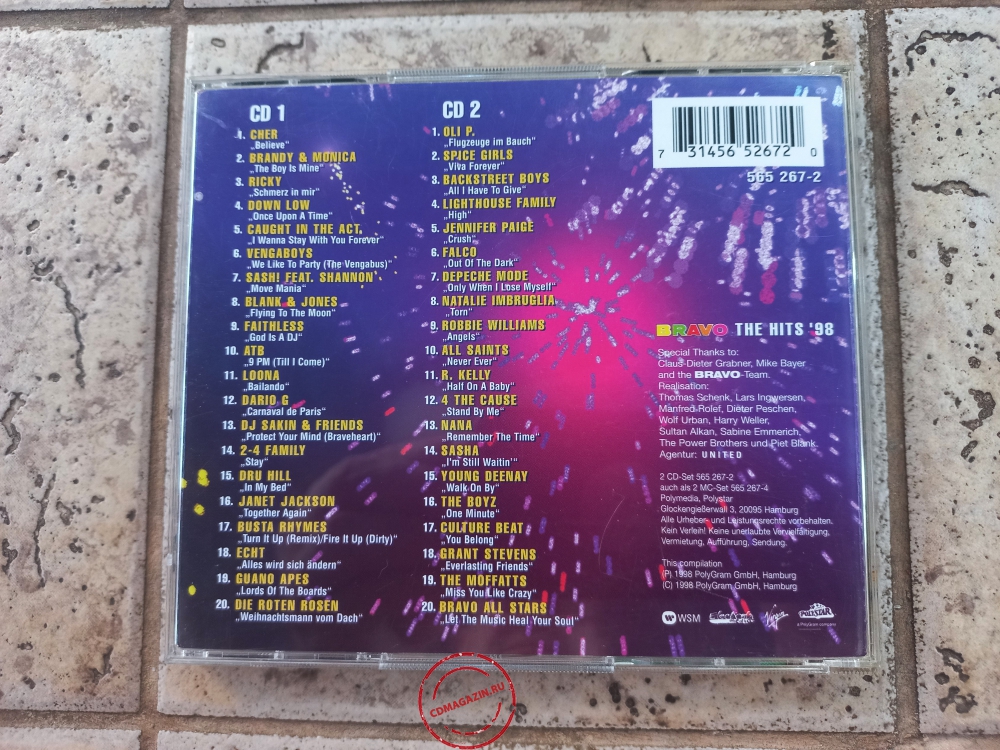 CD 1
1. CHER
„Believe“
2. BRANDY & MONICA
„The Boy Is Mine“
3. RICKY
„Schmerz in mir“
4. DOWN LOW
„Once Upon A Time“
5. CAUGHT IN THE ACT.
„I Wanna Stay With You Forever“
6. VENGABOYS
„We Like To Party (The Vengabus)“
7. SASH! FEAT. SHANNON
„Move Mania“
8. BLANK & JONES
„Flying To The Moon“
9. FAITHLESS
„God Is A DJ“
10. ATB
„9 PM (Till I Come)“
11. LOONA
„Bailando“
12. DARIO G
„Carnaval de Paris“
13. DJ SAKIN & FRIENDS
„Protect Your Mind (Braveheart)“
14. 2-4 FAMILY
„Stay“
15. DRU HILL
„In My Bed“
16. JANET JACKSON
„Together Again“
17. BUSTA RHYMES
„Turn It Up (Remix)/Fire It Up (Dirty)“
18. ECHT
„Alles wird sich ändern“
19. GUANO APES
„Lords Of The Boards“
20. DIE ROTEN ROSEN
„Weihnachtsmann vom Dach“
CD 2
1. OLI P.
„Flugzeuge im Bauch“
2. SPICE GIRLS
„Viva Forever“
3. BACKSTREET BOYS
„All I Have To Give“
4. LIGHTHOUSE FAMILY
„High“
5. JENNIFER PAIGE
„Crush“
6. FALCO
„Out Of The Dark“
7. DEPECHE MODE
„Only When I Lose Myself“
8. NATALIE IMBRUGLIA
„Torn“
9. ROBBIE WILLIAMS
„Angels“
10. ALL SAINTS
„Never Ever“
11. R. KELLY
„Half On A Baby“
12. 4 THE CAUSE
„Stand By Me“
13. NANA
„Remember The Time“
14. SASHA
„I'm Still Waitin'“
15. YOUNG DEENAY
„Walk On By“
16. THE BOYZ
„One Minute“
17. CULTURE BEAT
„You Belong“
18. GRANT STEVENS
„Everlasting Friends“
19. THE MOFFATTS
„Miss You Like Crazy“
20. BRAVO ALL STARS
„Let The Music Heal Your Soul“
7 31456 52672 0
565 267-2
BRAVO THE HITS '98
Special Thanks to:
Claus-Dieter Grabner, Mike Bayer
and the BRAVO-Team.
Realisation:
Thomas Schenk, Lars Ingwersen,
Manfred Rolef, Dieter Peschen,
Wolf Urban, Harry Weller,
Sultan Alkan, Sabine Emmerich,
The Power Brothers und Piet Blank.
Agentur: UNITED
2 CD-Set 565 267-2
auch als 2 MC-Set 565 267-4
Polymedia, Polystar
Glockengießerwall 3, 20095 Hamburg
Alle Urheber- und Leistungsrechte vorbehalten.
Kein Verleih! Keine unerlaubte Vervielfältigung,
Vermietung, Aufführung, Sendung.
This compilation
(P) 1998 PolyGram GmbH, Hamburg
(C) 1998 PolyGram GmbH, Hamburg
WSM
Virgin
POLYSTAR
a PolyGram company
CDMAGAZIN.RU